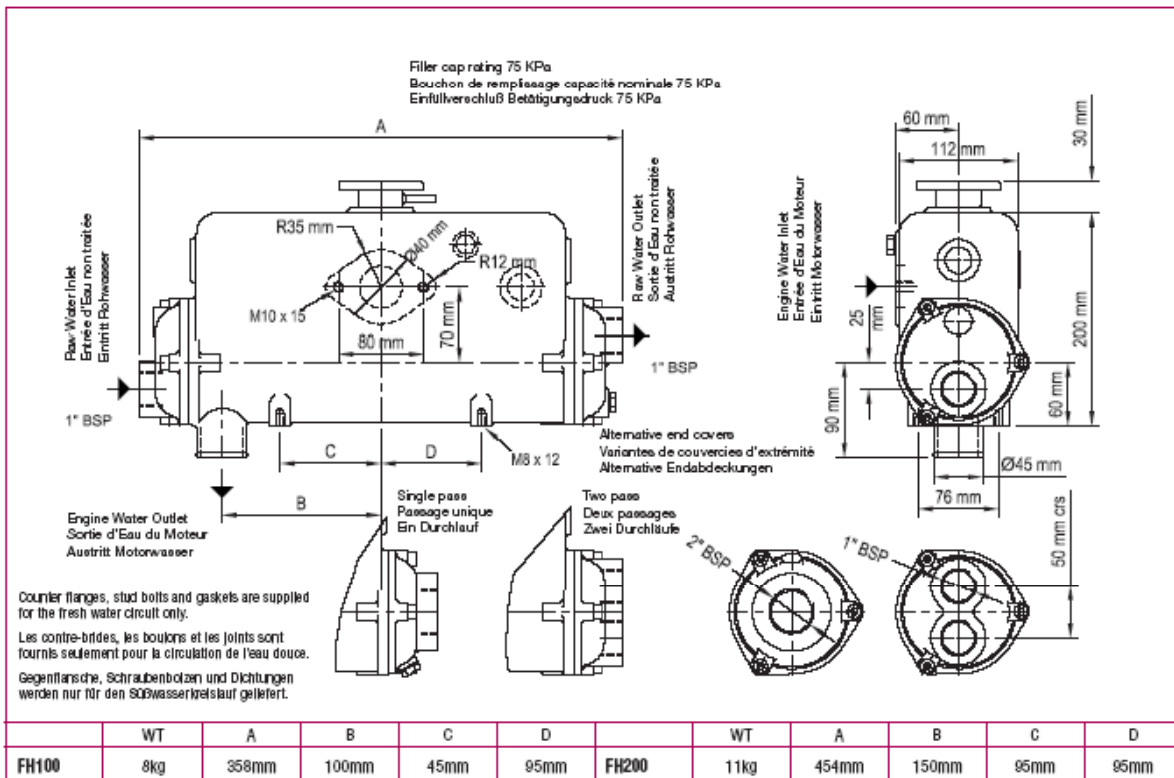 Filler cap rating 75 KPa
Bouchon de remplissage capacité nominale 75 KPa
Einfüllverschluß Betätigungsdruck 75 KPa
A
60 mm
30 mm
112 mm
Raw Water Inlet
Entrée d'Eau non traitée
Eintritt Rohwasser
R35 mm
Ø40 mm
R12 mm
M10 x 15
80 mm
70 mm
Raw Water Outlet
Sortie d'Eau non traitée
Austritt Rohwasser
Engine Water Inlet
Entrée d'Eau du Moteur
Eintritt Motorwasser
25
mm
200 mm
1" BSP
1" BSP
90 mm
60 mm
C
D
M8 x 12
Alternative end covers
Variantes de couvercles d'extrémité
Alternative Endabdeckungen
Ø45 mm
76 mm
B
Engine Water Outlet
Sortie d'Eau du Moteur
Austritt Motorwasser
Single pass
Passage unique
Ein Durchlauf
Two pass
Deux passages
Zwei Durchläufe
2" BSP
1" BSP
50 mm crs
Counter flanges, stud bolts and gaskets are supplied
for the fresh water circuit only.
Les contre-brides, les boulons et les joints sont
fournis seulement pour la circulation de l'eau douce.
Gegenflansche, Schraubenbolzen und Dichtungen
werden nur für den Süßwasserkreislauf geliefert.
WT A B C D WT A B C D
FH100 8kg 358mm 100mm 45mm 95mm FH200 11kg 454mm 150mm 95mm 95mm